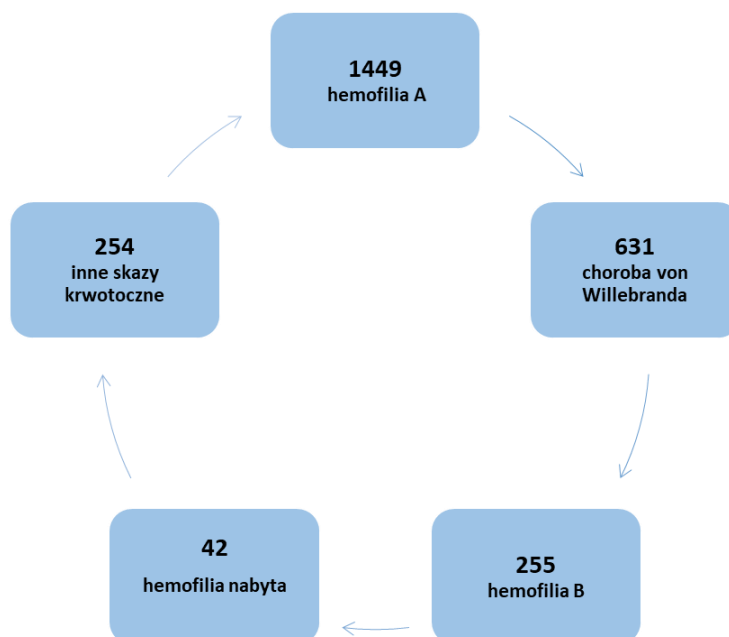 1449
hemofilia A
631
choroba von
Willebranda
255
hemofilia B
42
hemofilia nabyta
254
inne skazy
krwotoczne